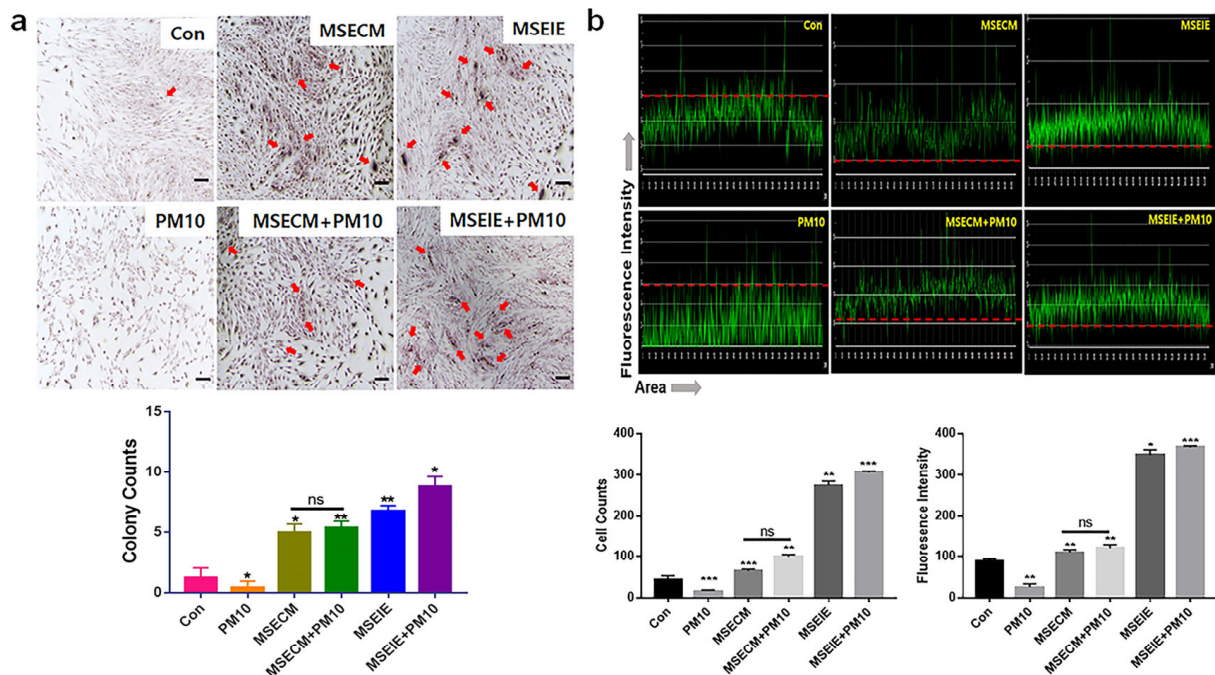 a
Con
MSECM
MSEIE
PM10
MSECM+PM10
MSEIE+PM10
b
Con
MSECM
MSEIE
PM10
MSECM+PM10
MSEIE+PM10
Fluorescence Intensity
Area
Colony Counts
15
10
5
0
*
*
ns
*
**
**
*
Con
PM10
MSECM
MSECM+PM10
MSEIE
MSEIE+PM10
Cell Counts
400
300
200
100
0
***
ns
***
**
**
***
Con
PM10
MSECM
MSECM+PM10
MSEIE
MSEIE+PM10
Fluoresence Intensity
400
300
200
100
0
**
ns
**
**
*
***
Con
PM10
MSECM
MSECM+PM10
MSEIE
MSEIE+PM10